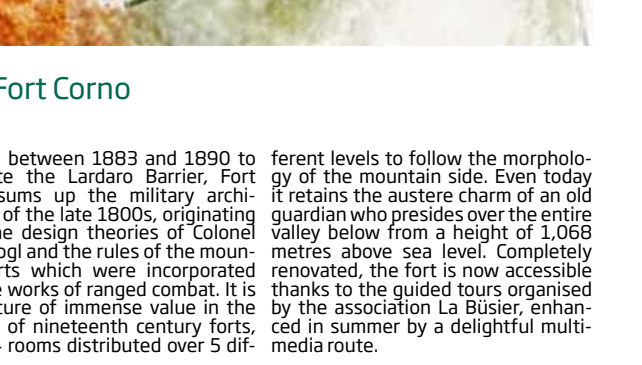 Fort Corno
between 1883 and 1890 to
the Lardaro Barrier, Fort
sums up the military archi-
of the late 1800s, originating
design theories of Colonel
and the rules of the moun-
which were incorporated
works of ranged combat. It is
of immense value in the
of nineteenth century forts,
rooms distributed over 5 dif-
ferent levels to follow the morpholo-
gy of the mountain side. Even today
it retains the austere charm of an old
guardian who presides over the entire
valley below from a height of 1,068
metres above sea level. Completely
renovated, the fort is now accessible
thanks to the guided tours organised
by the association La Büsier, enhan-
ced in summer by a delightful multi-
media route.